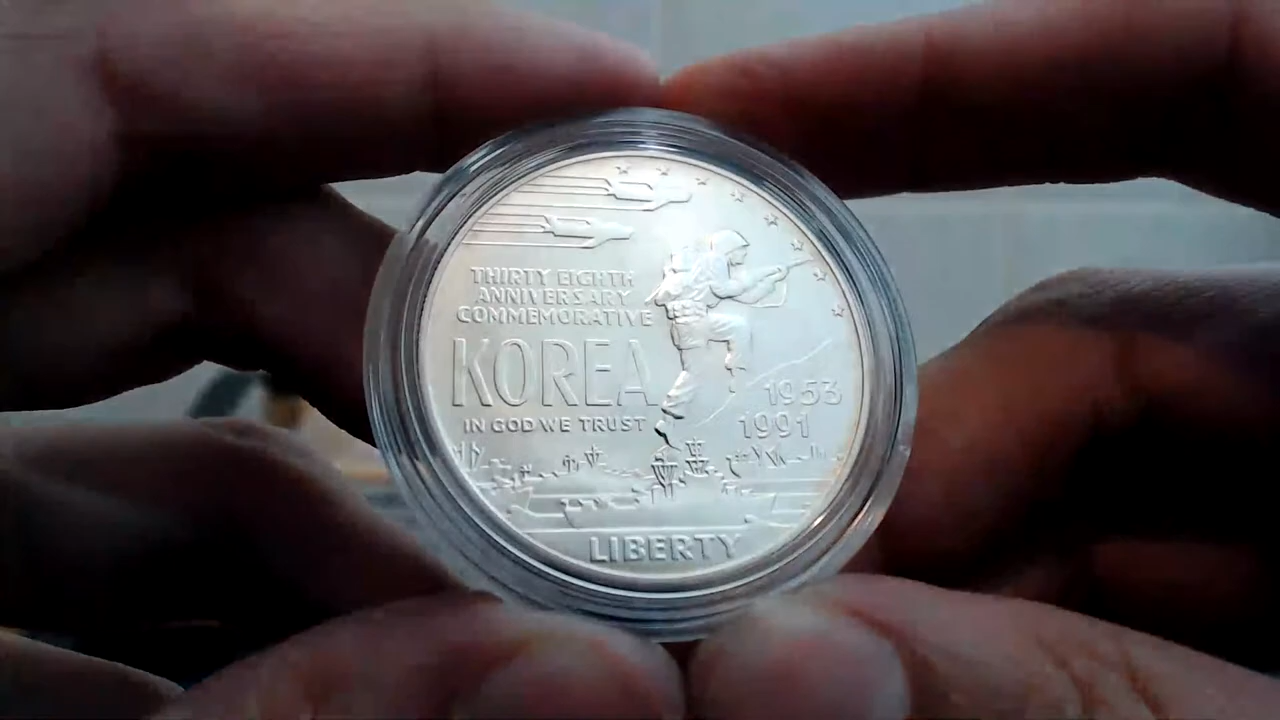 THIRTY EIGHTH
ANNIVERSARY
COMMEMORATIVE
KOREA
IN GOD WE TRUST
1953
1991
LIBERTY